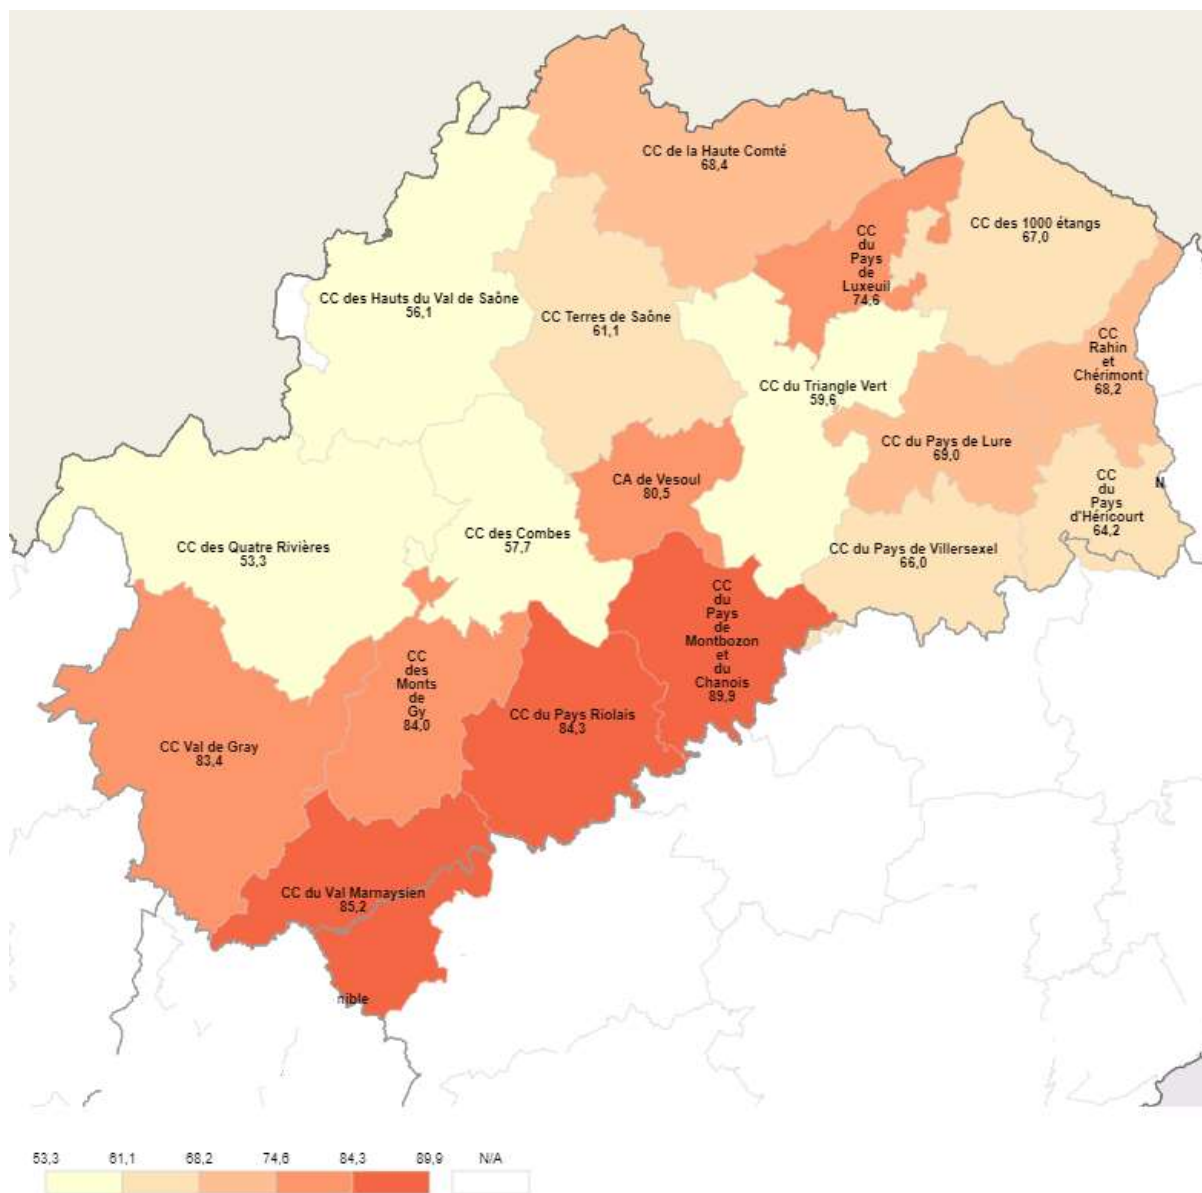 CC de la Haute Comté
68,4
CC des 1000 étangs
67,0
CC
du
Pays
de
Luxeuil
74,6
CC des Hauts du Val de Saône
56,1
CC Terres de Saône
61,1
CC
Rahin
et
Chérimont
68,2
CC du Triangle Vert
59,6
CC du Pays de Lure
69,0
CA de Vesoul
80,5
CC
du
Pays
d'Héricourt
64,2
N
CC des Quatre Rivières
53,3
CC des Combes
57,7
CC du Pays de Villersexel
66,0
CC
du
Pays
de
Montbozon
et
du
Chanois
89,9
CC
des
Monts
de
Gy
84,0
CC du Pays Riolais
84,3
CC Val de Gray
83,4
CC du Val Marnaysien
85,2
nible
53,3 61,1 68,2 74,6 84,3 89,9 N/A